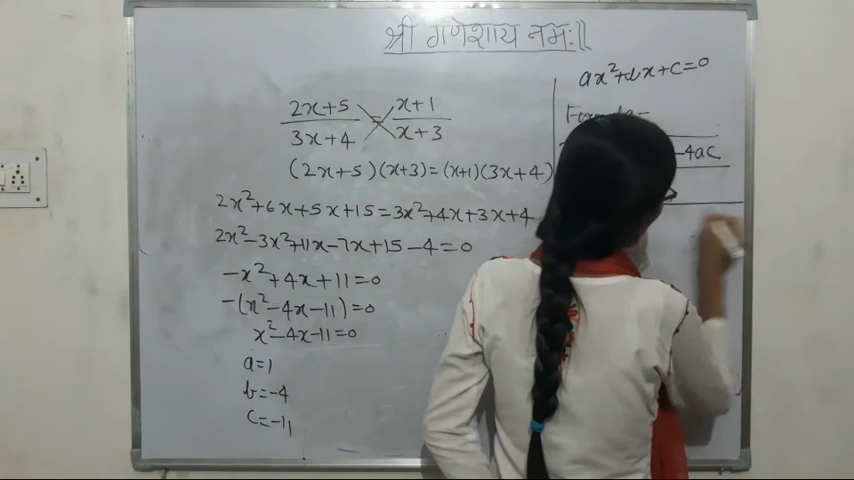 श्री गणेशाय नमः॥
2x+5 / 3x+4 = x+1 / x+3
(2x+5)(x+3)=(x+1)(3x+4)
2x²+6x+5x+15=3x²+4x+3x+4
2x²-3x²+11x-7x+15-4=0
-x²+4x+11=0
-(x²-4x-11)=0
x²-4x-11=0
a=1
b=-4
c=-11
ax²+bx+c=0
-4ac